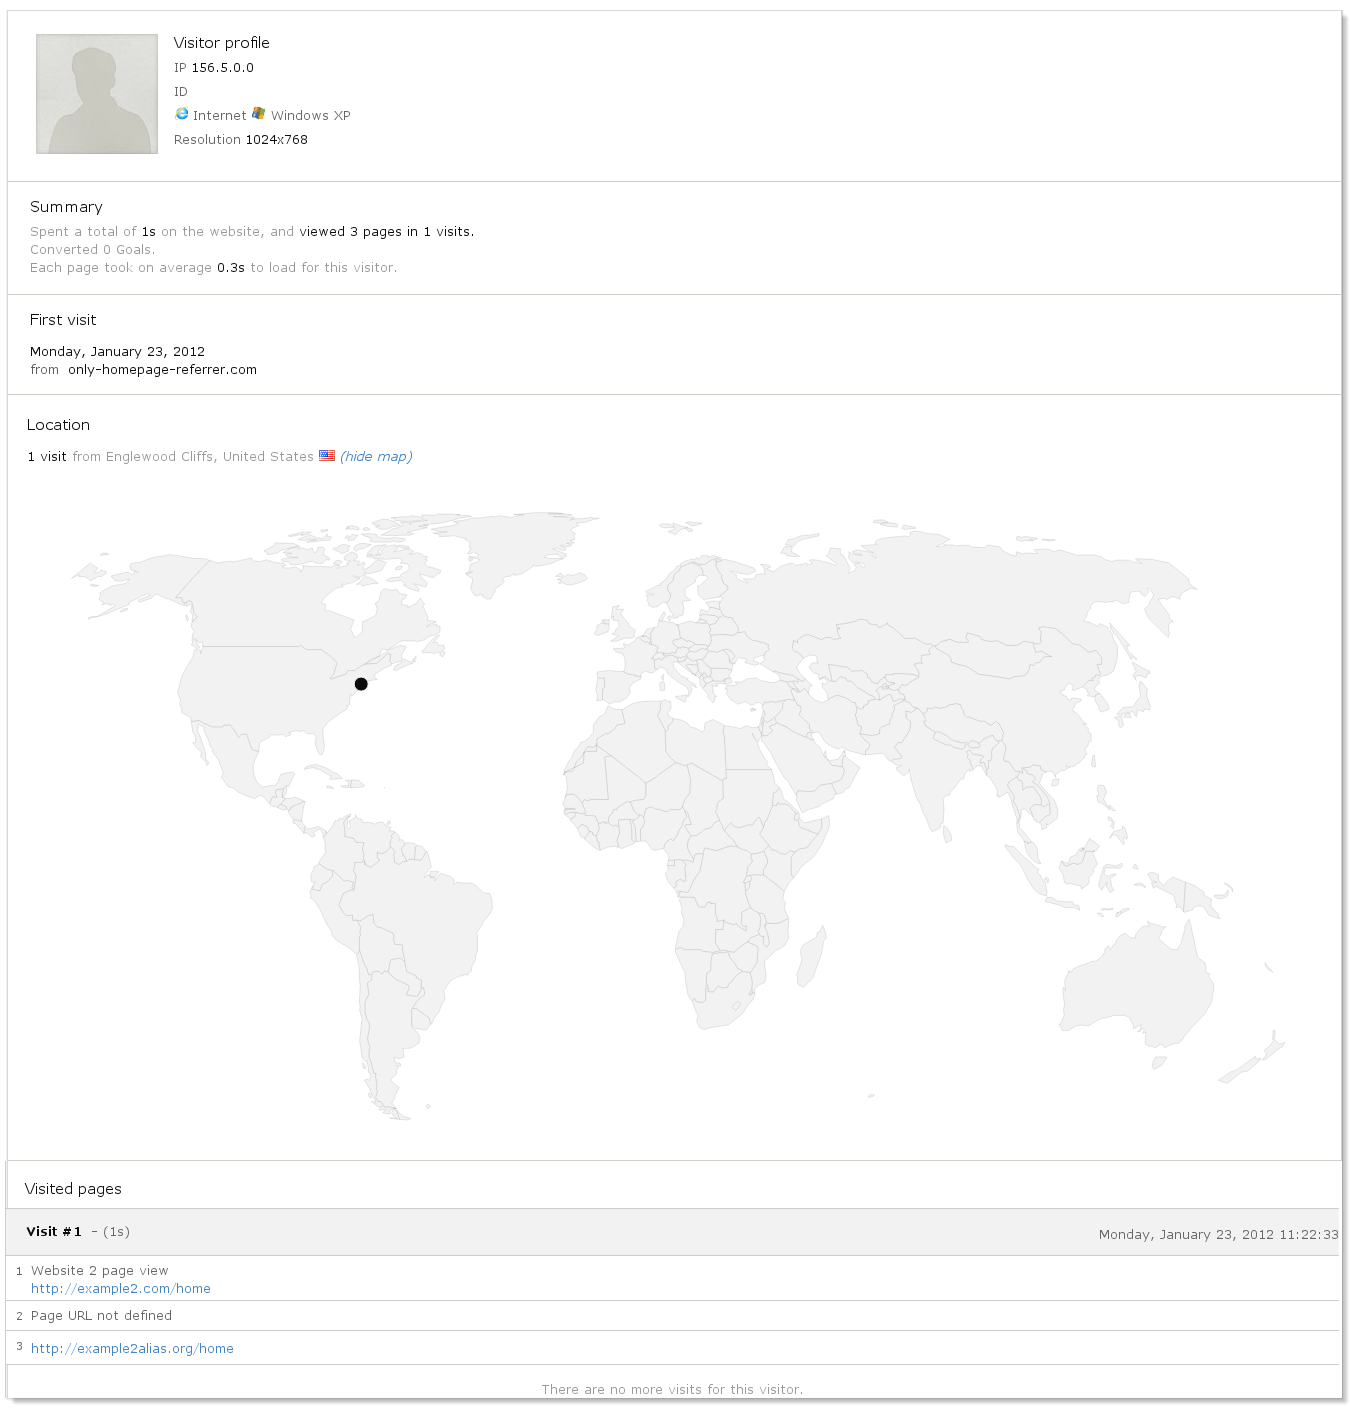 Visitor profile
IP 156.5.0.0
ID
Internet Windows XP
Resolution 1024x768
Summary
Spent a total of 1s on the website, and viewed 3 pages in 1 visits.
Converted 0 Goals.
Each page took on average 0.3s to load for this visitor.
First visit
Monday, January 23, 2012
from only-homepage-referrer.com
Location
1 visit from Englewood Cliffs, United States (hide map)
Visited pages
Visit #1 - (1s)
Monday, January 23, 2012 11:22:33
1 Website 2 page view
http://example2.com/home
2 Page URL not defined
3 http://example2alias.org/home
There are no more visits for this visitor.